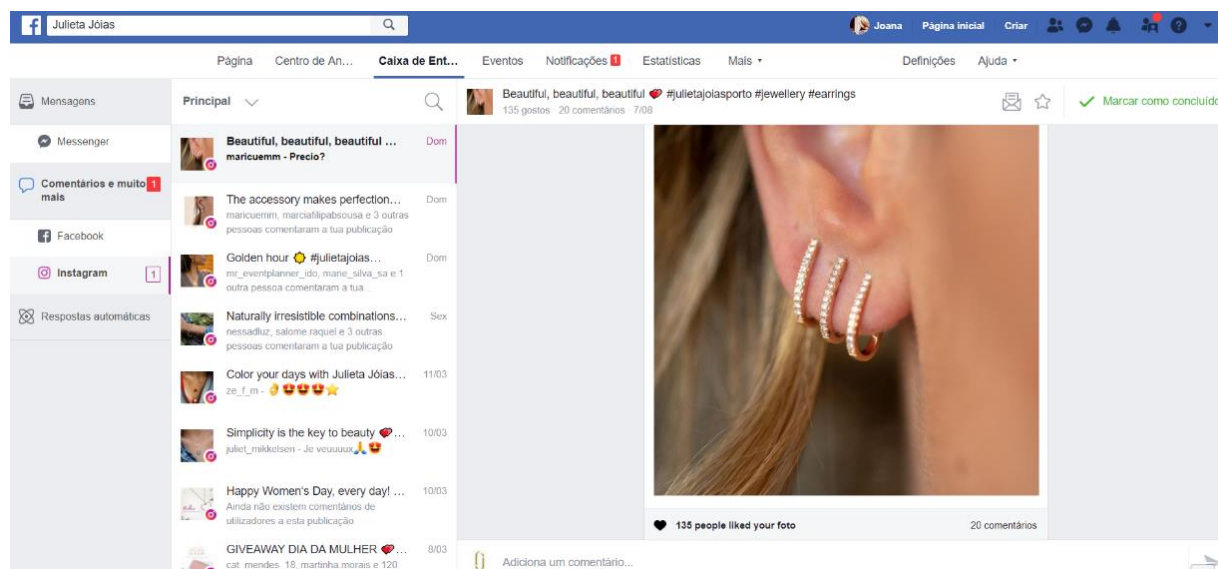 Julieta Jóias
Joana
Página inicial
Criar
Página
Centro de An...
Caixa de Ent...
Eventos
Notificações 1
Estatísticas
Mais
Definições
Ajuda
Mensagens
Messenger
Comentários e muito 1
mais
Facebook
Instagram 1
Respostas automáticas
Principal
Beautiful, beautiful, beautiful ... Dom
maricuemm - Precio?
The accessory makes perfection... Dom
maricuemm, marciafilipabsousa e 3 outras
pessoas comentaram a tua publicação
Golden hour 🌞 #julietajoias... Dom
mr_eventplanner_ido, mane_silva_sa e 1
outra pessoa comentaram a tua...
Naturally irresistible combinations... Sex
nessadluz, salome.raquel e 3 outras
pessoas comentaram a tua publicação
Color your days with Julieta Jóias... 11/03
ze_f_m - 👌😍😍😍⭐
Simplicity is the key to beauty 💝... 10/03
juliet_mikkelsen - Je veuuuux🙏😍
Happy Women's Day, every day! ... 10/03
Ainda não existem comentários de
utilizadores a esta publicação
GIVEAWAY DIA DA MULHER 💝... 8/03
cat_mendes_18, martinha.morais e 120
Beautiful, beautiful, beautiful 💝 #julietajoiasporto #jewellery #earrings
135 gostos 20 comentários 7/08
Marcar como concluído
135 people liked your foto
20 comentários
Adiciona um comentário...